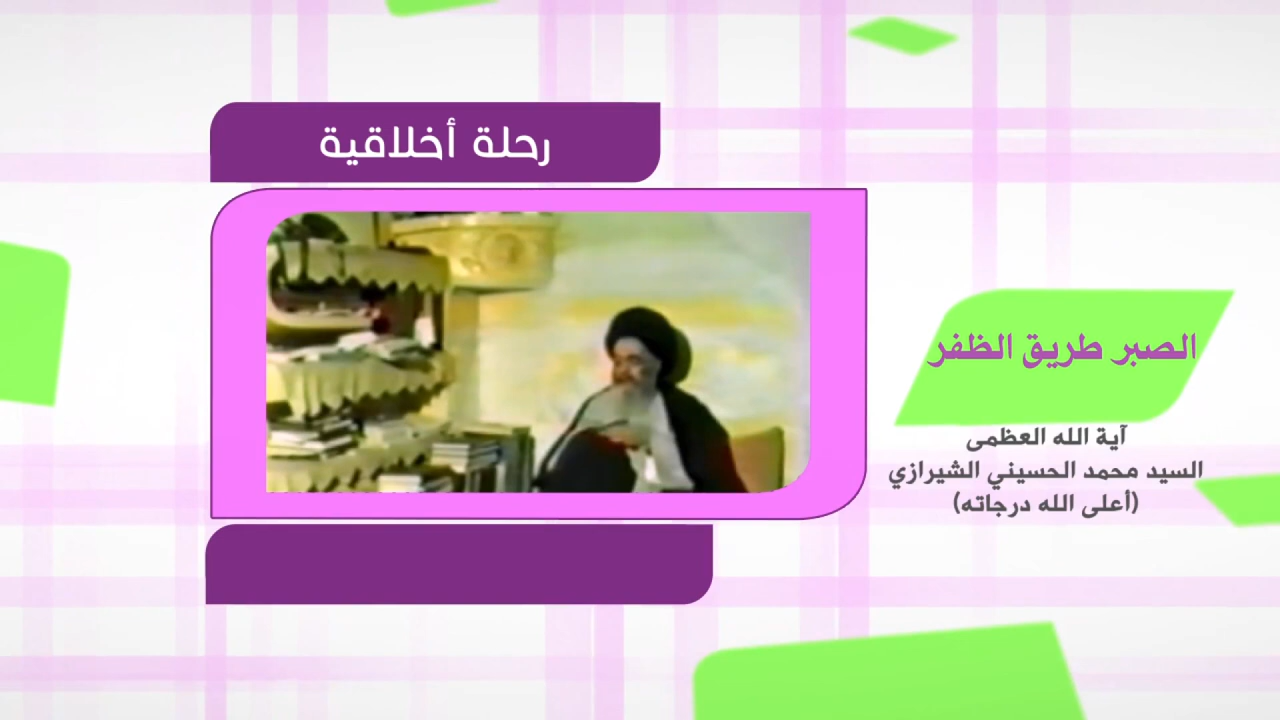 رحلة أخلاقية
الصبر طريق الظفر
آية الله العظمى
السيد محمد الحسيني الشيرازي
(أعلى الله درجاته)